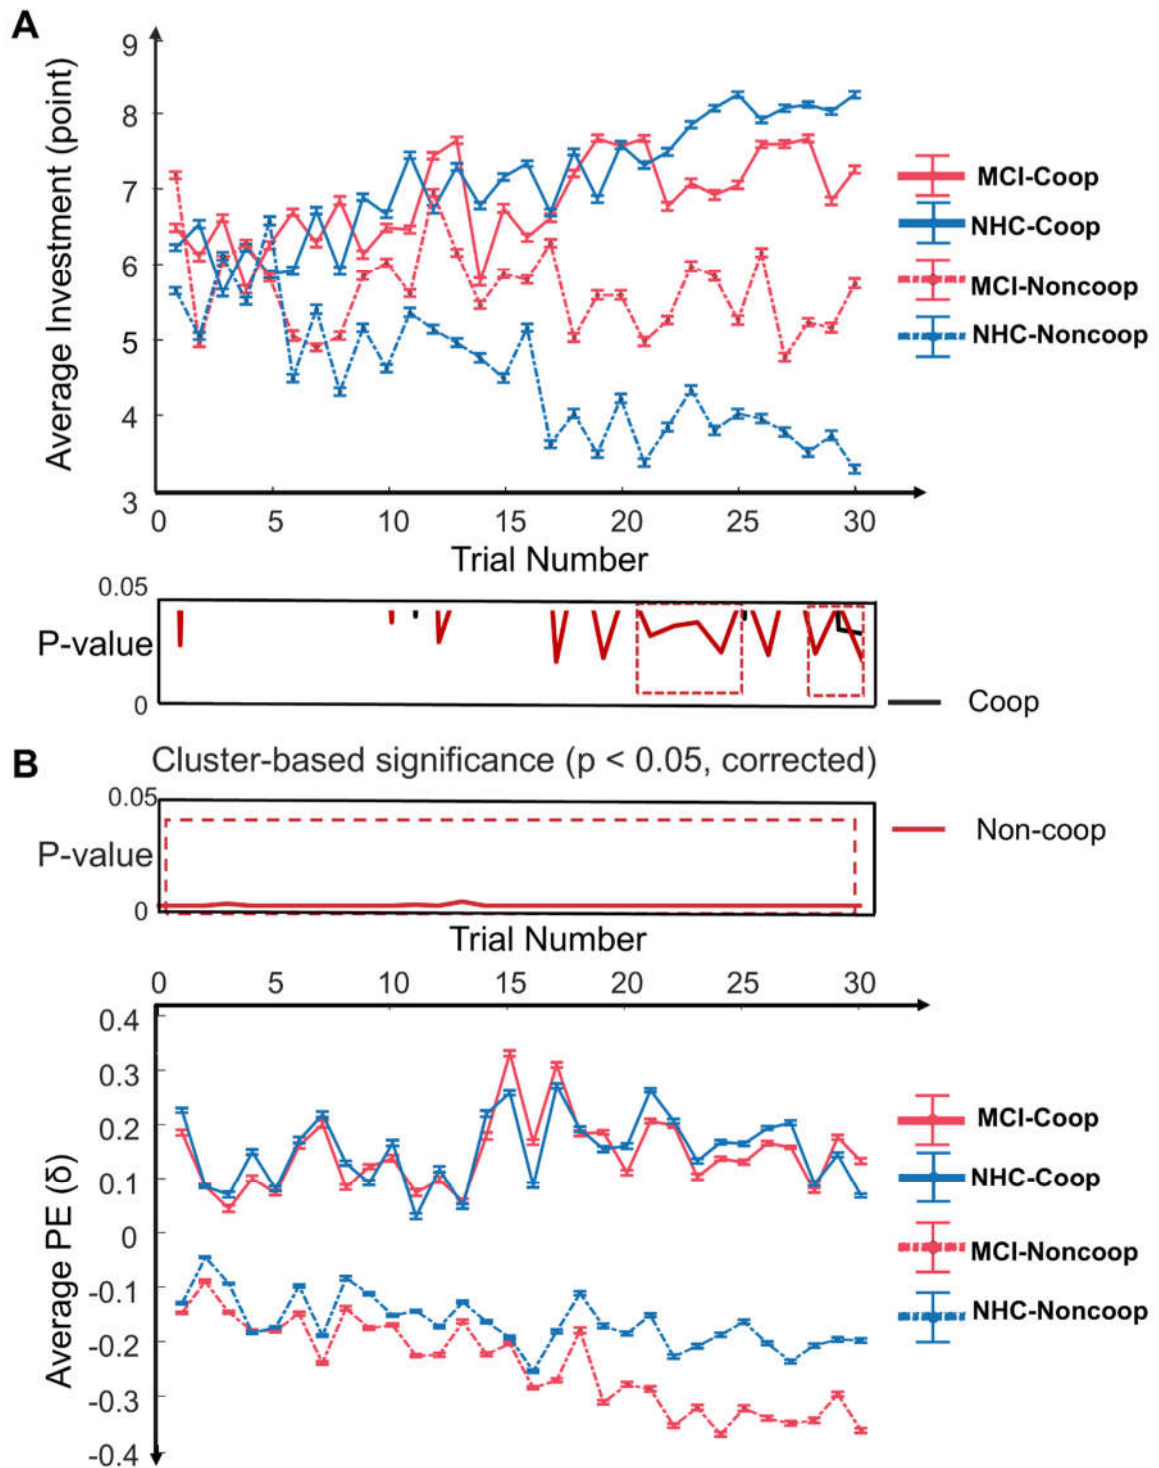 A
Average Investment (point)
9
8
7
6
5
4
3
0 5 10 15 20 25 30
Trial Number
MCI-Coop
NHC-Coop
MCI-Noncoop
NHC-Noncoop
0.05
P-value
0
Coop
B
Cluster-based significance (p < 0.05, corrected)
0.05
P-value
0
Non-coop
Trial Number
0 5 10 15 20 25 30
Average PE (δ)
0.4
0.3
0.2
0.1
0
-0.1
-0.2
-0.3
-0.4
MCI-Coop
NHC-Coop
MCI-Noncoop
NHC-Noncoop